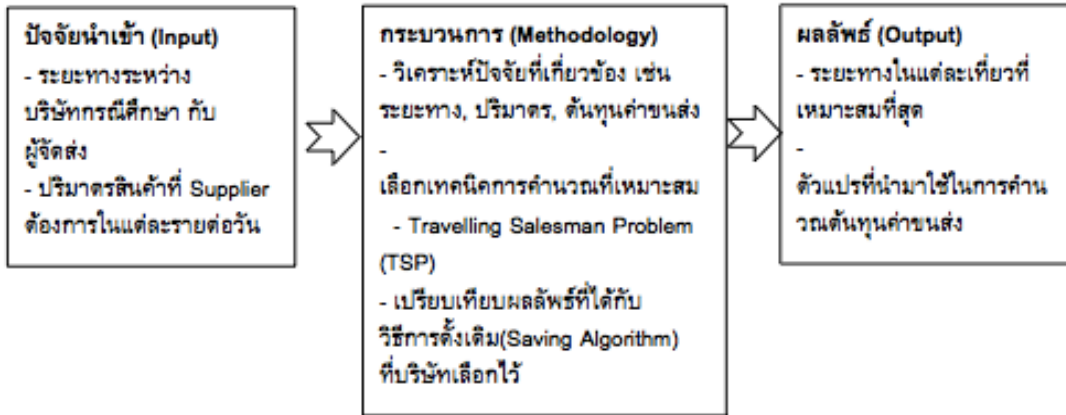 ปัจจัยนำเข้า (Input)
- ระยะทางระหว่าง
บริษัทกรณีศึกษา กับ
ผู้จัดส่ง
- ปริมาตรสินค้าที่ Supplier
ต้องการในแต่ละรายต่อวัน
กระบวนการ (Methodology)
- วิเคราะห์ปัจจัยที่เกี่ยวข้อง เช่น
ระยะทาง, ปริมาตร, ต้นทุนค่าขนส่ง
-
เลือกเทคนิคการคำนวณที่เหมาะสม
- Travelling Salesman Problem
(TSP)
- เปรียบเทียบผลลัพธ์ที่ได้กับ
วิธีการดั้งเดิม(Saving Algorithm)
ที่บริษัทเลือกไว้
ผลลัพธ์ (Output)
- ระยะทางในแต่ละเที่ยวที่
เหมาะสมที่สุด
-
ตัวแปรที่นำมาใช้ในการคำน
วณต้นทุนค่าขนส่ง